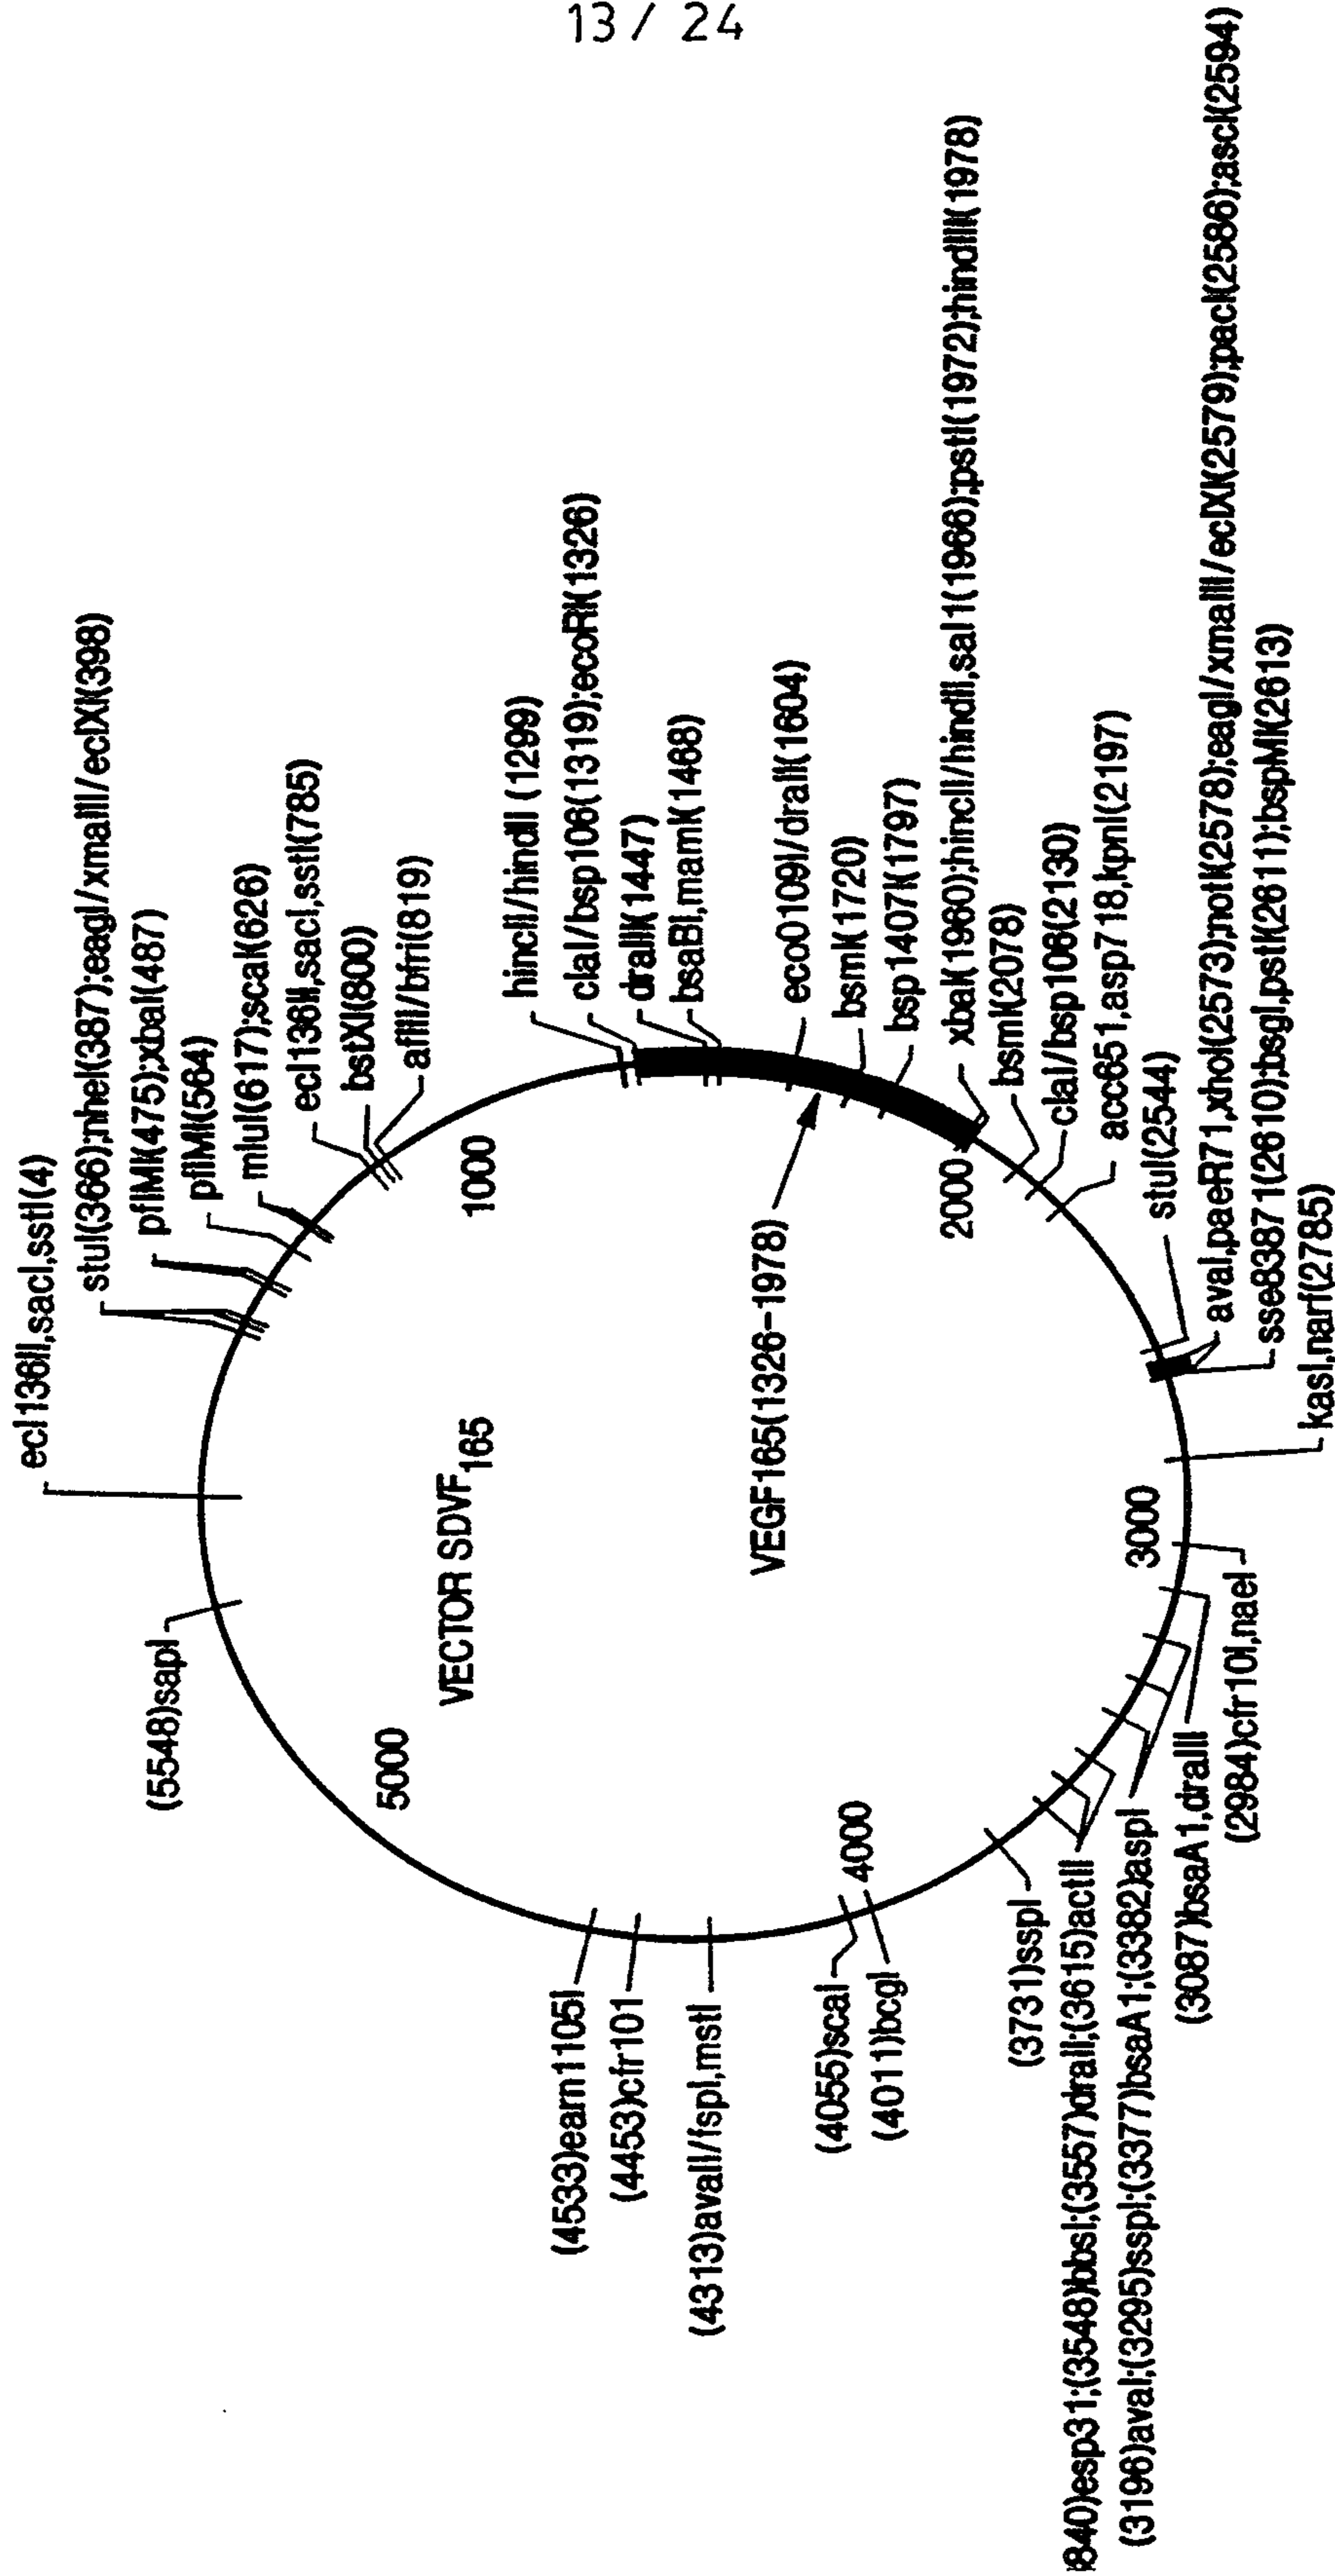 13 / 24
ecl136II,sacI,sstI(4)
stuI(366);nheI(387);eagI/xmaIII/eclXI(398)
pflMI(475);xbaI(487)
pflMI(564)
mluI(617);scaI(626)
ecl136II,sacI,sstI(785)
bstXI(800)
aflII/bfrI(819)
hincII/hindII (1299)
claI/bsp106(1319);ecoRI(1326)
draIII(1447)
bsaBI,mamI(1468)
eco0109I/draII(1604)
bsmI(1720)
bsp1407I(1797)
xbaI(1960);hincII/hindII,sal1(1966);pstI(1972);hindIII(1978)
bsmI(2078)
claI/bsp106(2130)
acc651,asp718,kpnI(2197)
stuI(2544)
avaI,paeR71,xhoI(2573);notI(2578);eagI/xmaIII/eclXI(2579);pacI(2586);ascI(2594)
sse83871(2610);bsgI,pstI(2611);bspMI(2613)
kasI,narI(2785)
(2984)cfr10I,naeI
(3087)bsaA1,draIII
(3196)avaI;(3295)sspI;(3377)bsaA1;(3382)aspI
840)esp31;(3548)bbsI;(3557)draII;(3615)actII
(3731)sspI
(4011)bcgI
(4055)scaI
(4313)avaII/fspI,mstI
(4453)cfr101
(4533)eam1105I
(5548)sapI
VECTOR SDVF165
VEGF165(1326-1978)
1000
2000
3000
4000
5000